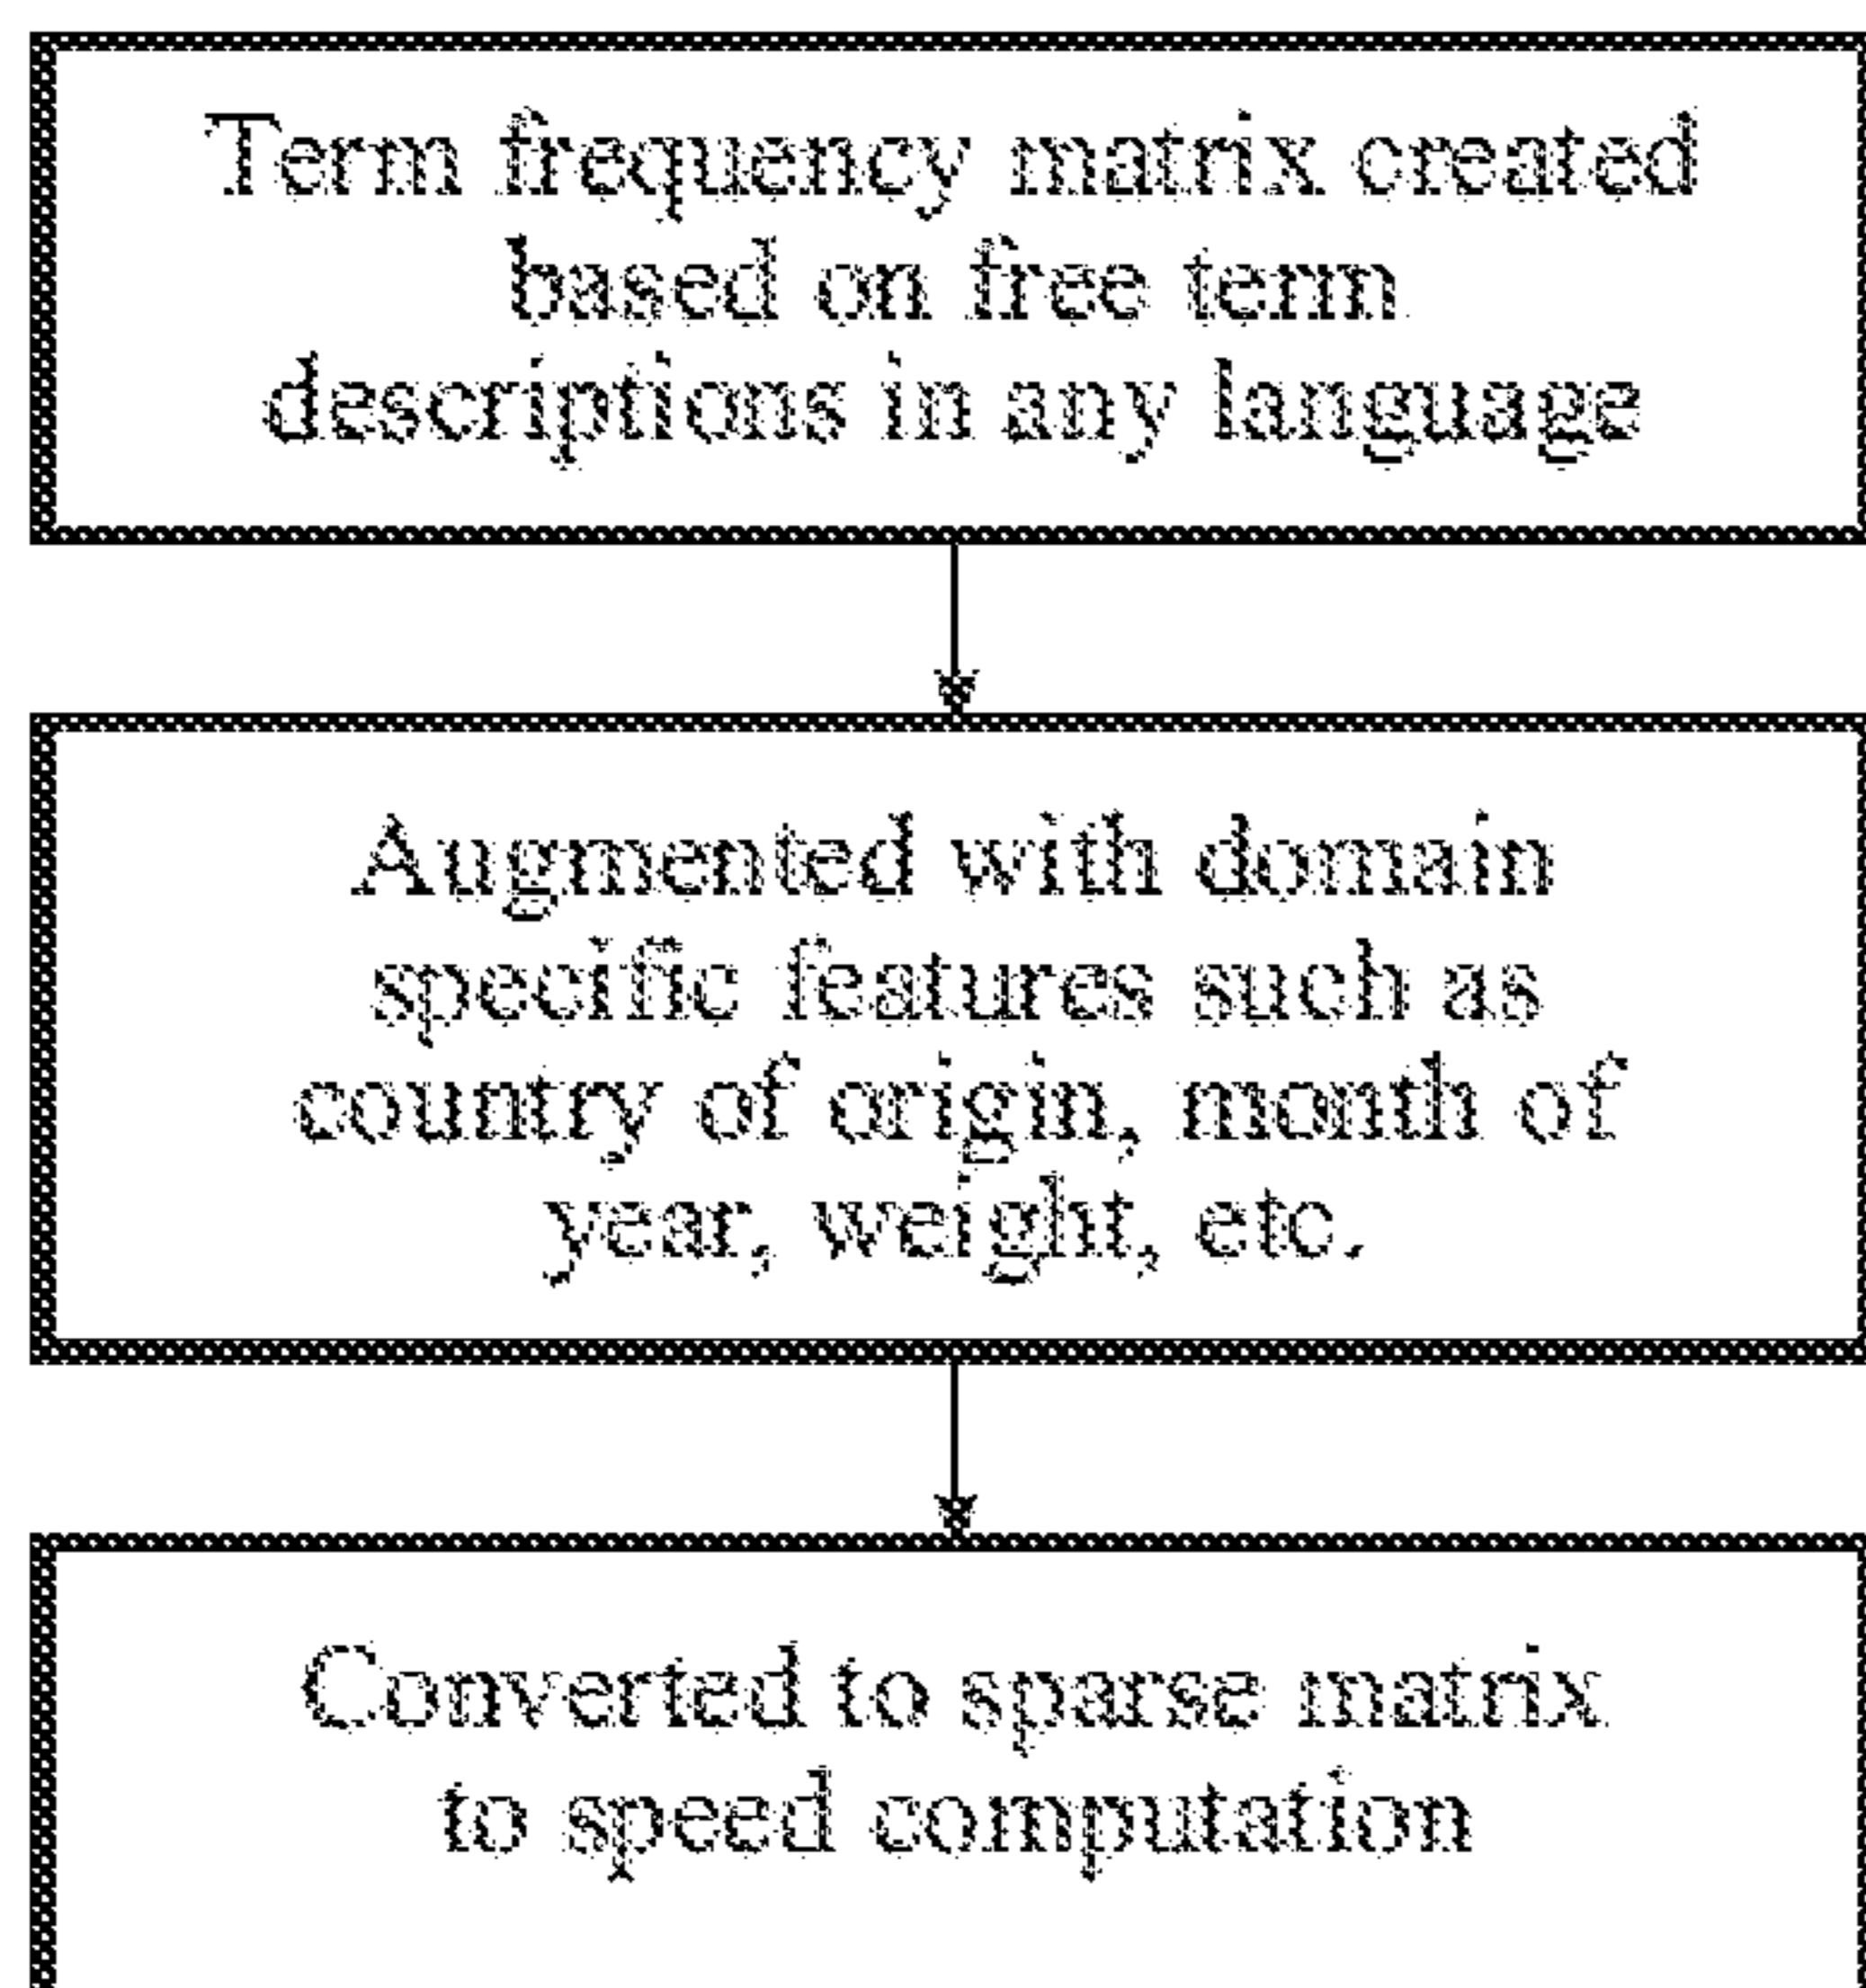 Term frequency matrix created
based on free term
descriptions in any language
Augmented with domain
specific features such as
country of origin, month of
year, weight, etc.
Converted to sparse matrix
to speed computation